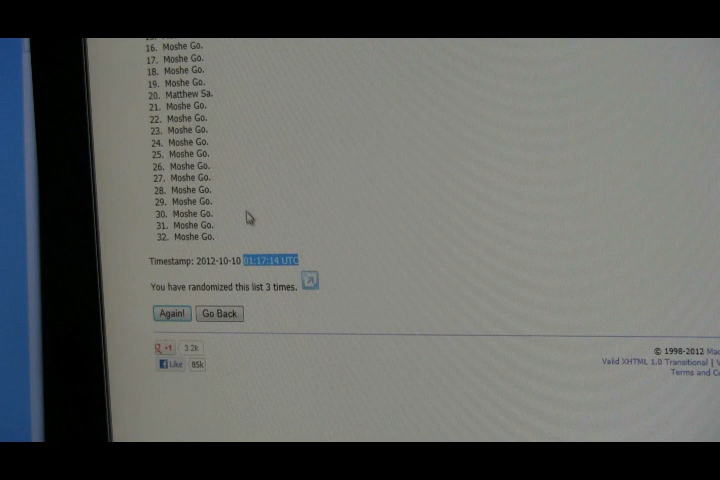 16. Moshe Go.
17. Moshe Go.
18. Moshe Go.
19. Moshe Go.
20. Matthew Sa.
21. Moshe Go.
22. Moshe Go.
23. Moshe Go.
24. Moshe Go.
25. Moshe Go.
26. Moshe Go.
27. Moshe Go.
28. Moshe Go.
29. Moshe Go.
30. Moshe Go.
31. Moshe Go.
32. Moshe Go.
Timestamp: 2012-10-10 01:17:14 UTC
You have randomized this list 3 times.
Again! Go Back
+1 3.2k
Like 85k
© 1998-2012 Mad
Valid XHTML 1.0 Transitional |
Terms and Co